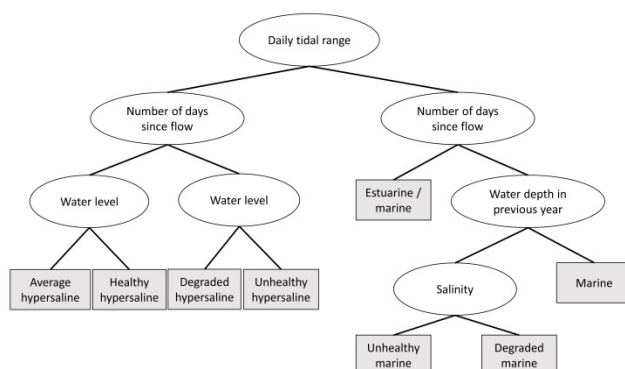 Daily tidal range
Number of days
since flow
Number of days
since flow
Water level
Water level
Estuarine /
marine
Water depth in
previous year
Average
hypersaline
Healthy
hypersaline
Degraded
hypersaline
Unhealthy
hypersaline
Salinity
Marine
Unhealthy
marine
Degraded
marine